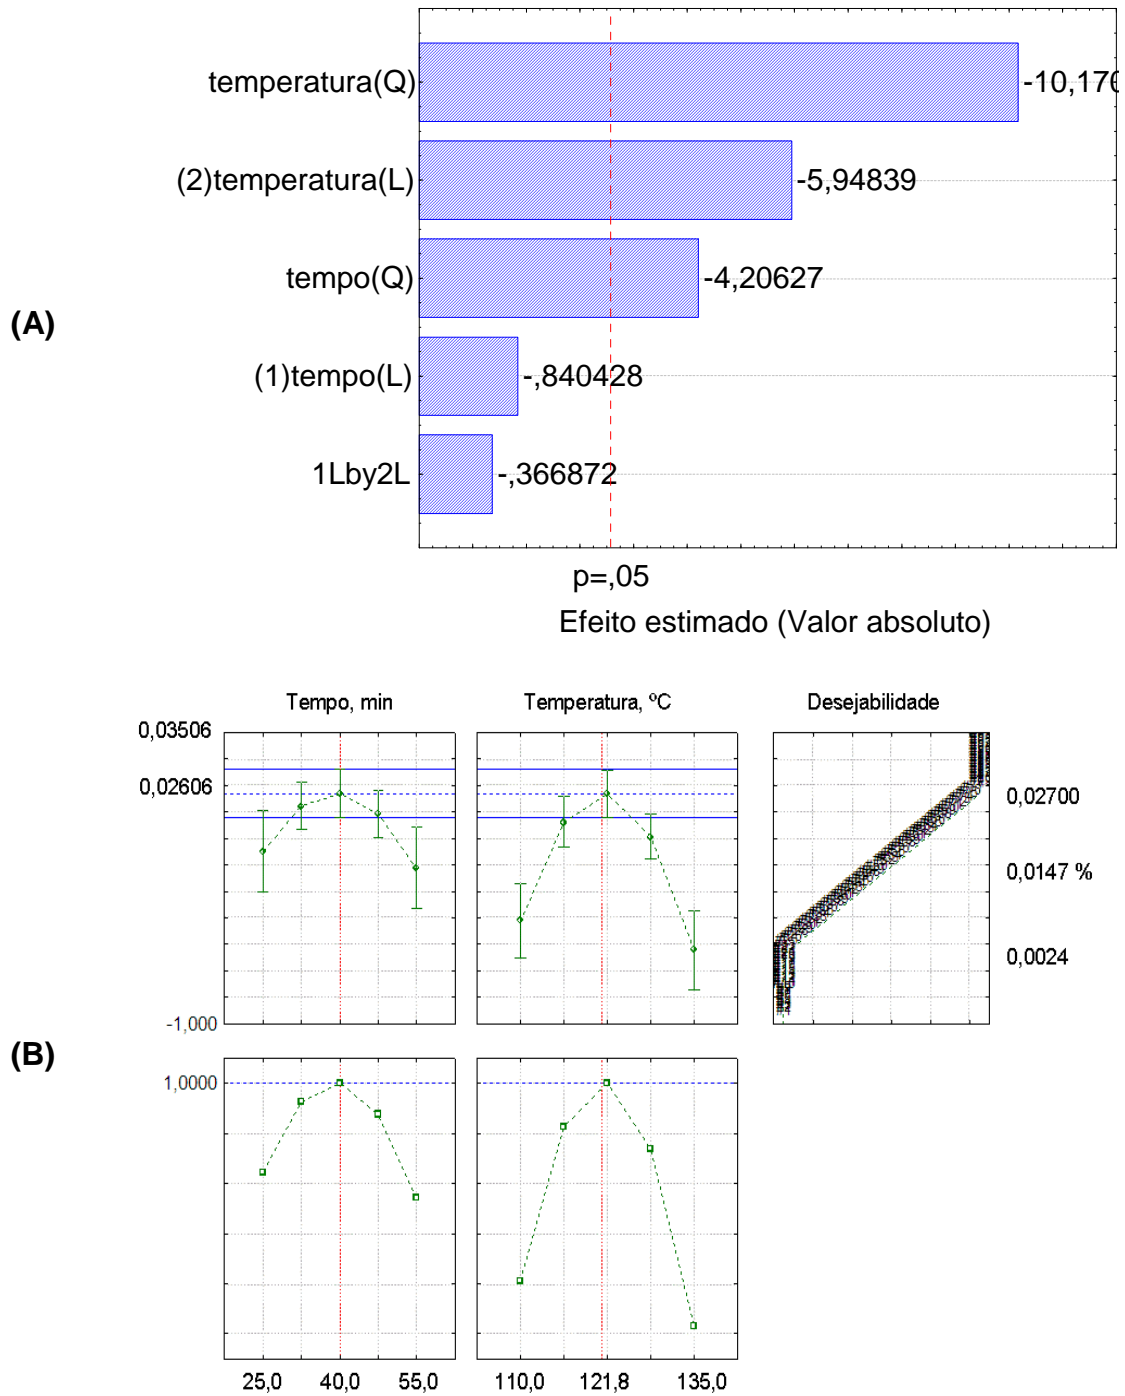 temperatura(Q) -10,170
(2)temperatura(L) -5,94839
tempo(Q) -4,20627
(A)
(1)tempo(L) -,840428
1Lby2L -,366872
p=,05
Efeito estimado (Valor absoluto)
Tempo, min Temperatura, ºC Desejabilidade
0,03506
0,02606 0,02700
0,0147 %
0,0024
-1,000
(B)
1,0000
25,0 40,0 55,0 110,0 121,8 135,0